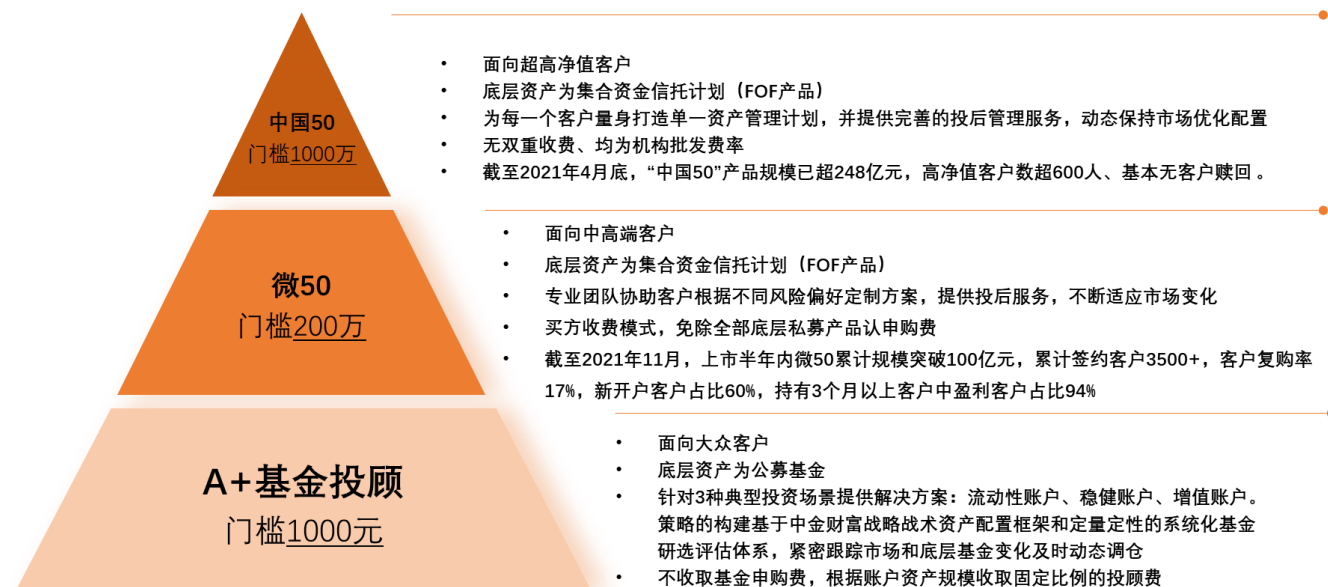 中国50
门槛1000万
• 面向超高净值客户
• 底层资产为集合资金信托计划（FOF产品）
• 为每一个客户量身打造单一资产管理计划，并提供完善的投后管理服务，动态保持市场优化配置
• 无双重收费、均为机构批发费率
• 截至2021年4月底，“中国50”产品规模已超248亿元，高净值客户数超600人、基本无客户赎回。
微50
门槛200万
• 面向中高端客户
• 底层资产为集合资金信托计划（FOF产品）
• 专业团队协助客户根据不同风险偏好定制方案，提供投后服务，不断适应市场变化
• 买方收费模式，免除全部底层私募产品认申购费
• 截至2021年11月，上市半年内微50累计规模突破100亿元，累计签约客户3500+，客户复购率
17%，新开户客户占比60%，持有3个月以上客户中盈利客户占比94%
A+基金投顾
门槛1000元
• 面向大众客户
• 底层资产为公募基金
• 针对3种典型投资场景提供解决方案：流动性账户、稳健账户、增值账户。
策略的构建基于中金财富战略战术资产配置框架和定量定性的系统化基金
研选评估体系，紧密跟踪市场和底层基金变化及时动态调仓
• 不收取基金申购费，根据账户资产规模收取固定比例的投顾费